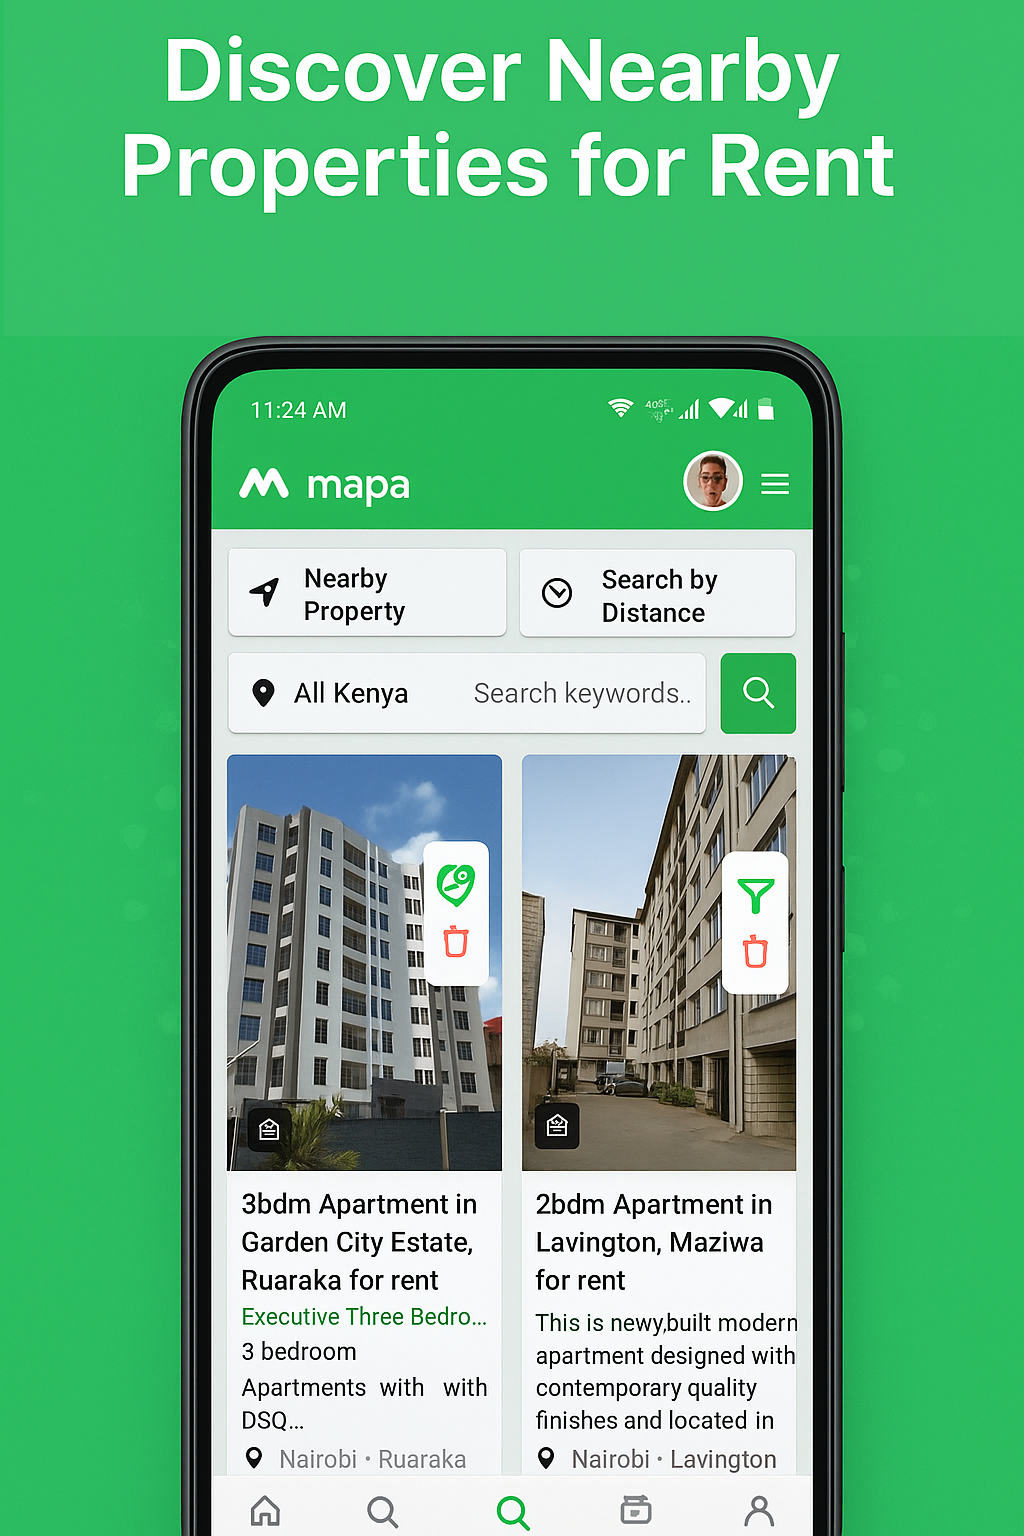 Discover Nearby
Properties for Rent
11:24 AM
mapa
Nearby
Property
Search by
Distance
All Kenya
Search keywords..
3bdm Apartment in
Garden City Estate,
Ruaraka for rent
Executive Three Bedro...
3 bedroom
Apartments with with
DSQ...
Nairobi • Ruaraka
2bdm Apartment in
Lavington, Maziwa
for rent
This is newy,built modern
apartment designed with
contemporary quality
finishes and located in
Nairobi • Lavington